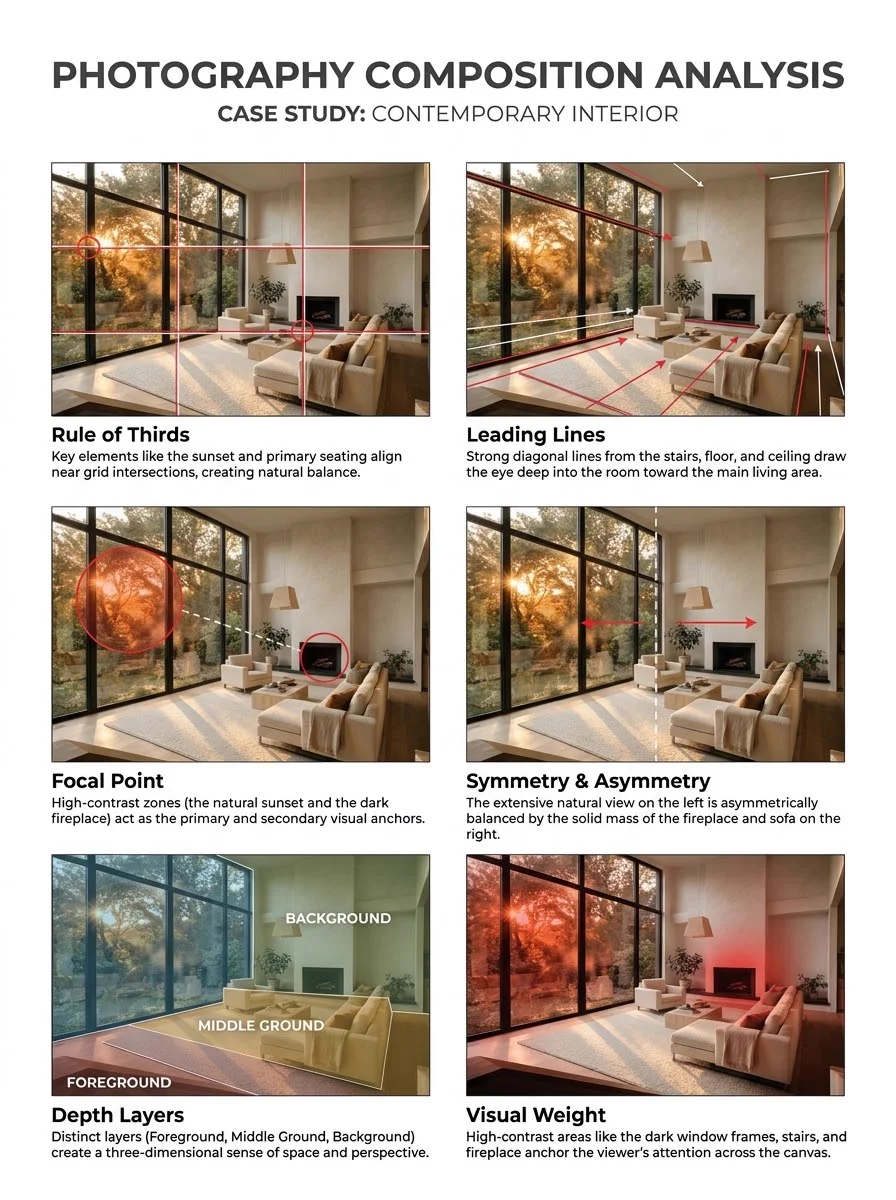 PHOTOGRAPHY COMPOSITION ANALYSIS
CASE STUDY: CONTEMPORARY INTERIOR
Rule of Thirds
Key elements like the sunset and primary seating align
near grid intersections, creating natural balance.
Leading Lines
Strong diagonal lines from the stairs, floor, and ceiling draw
the eye deep into the room toward the main living area.
Focal Point
High-contrast zones (the natural sunset and the dark
fireplace) act as the primary and secondary visual anchors.
Symmetry & Asymmetry
The extensive natural view on the left is asymmetrically
balanced by the solid mass of the fireplace and sofa on the
right.
BACKGROUND
MIDDLE GROUND
FOREGROUND
Depth Layers
Distinct layers (Foreground, Middle Ground, Background)
create a three-dimensional sense of space and perspective.
Visual Weight
High-contrast areas like the dark window frames, stairs, and
fireplace anchor the viewer's attention across the canvas.